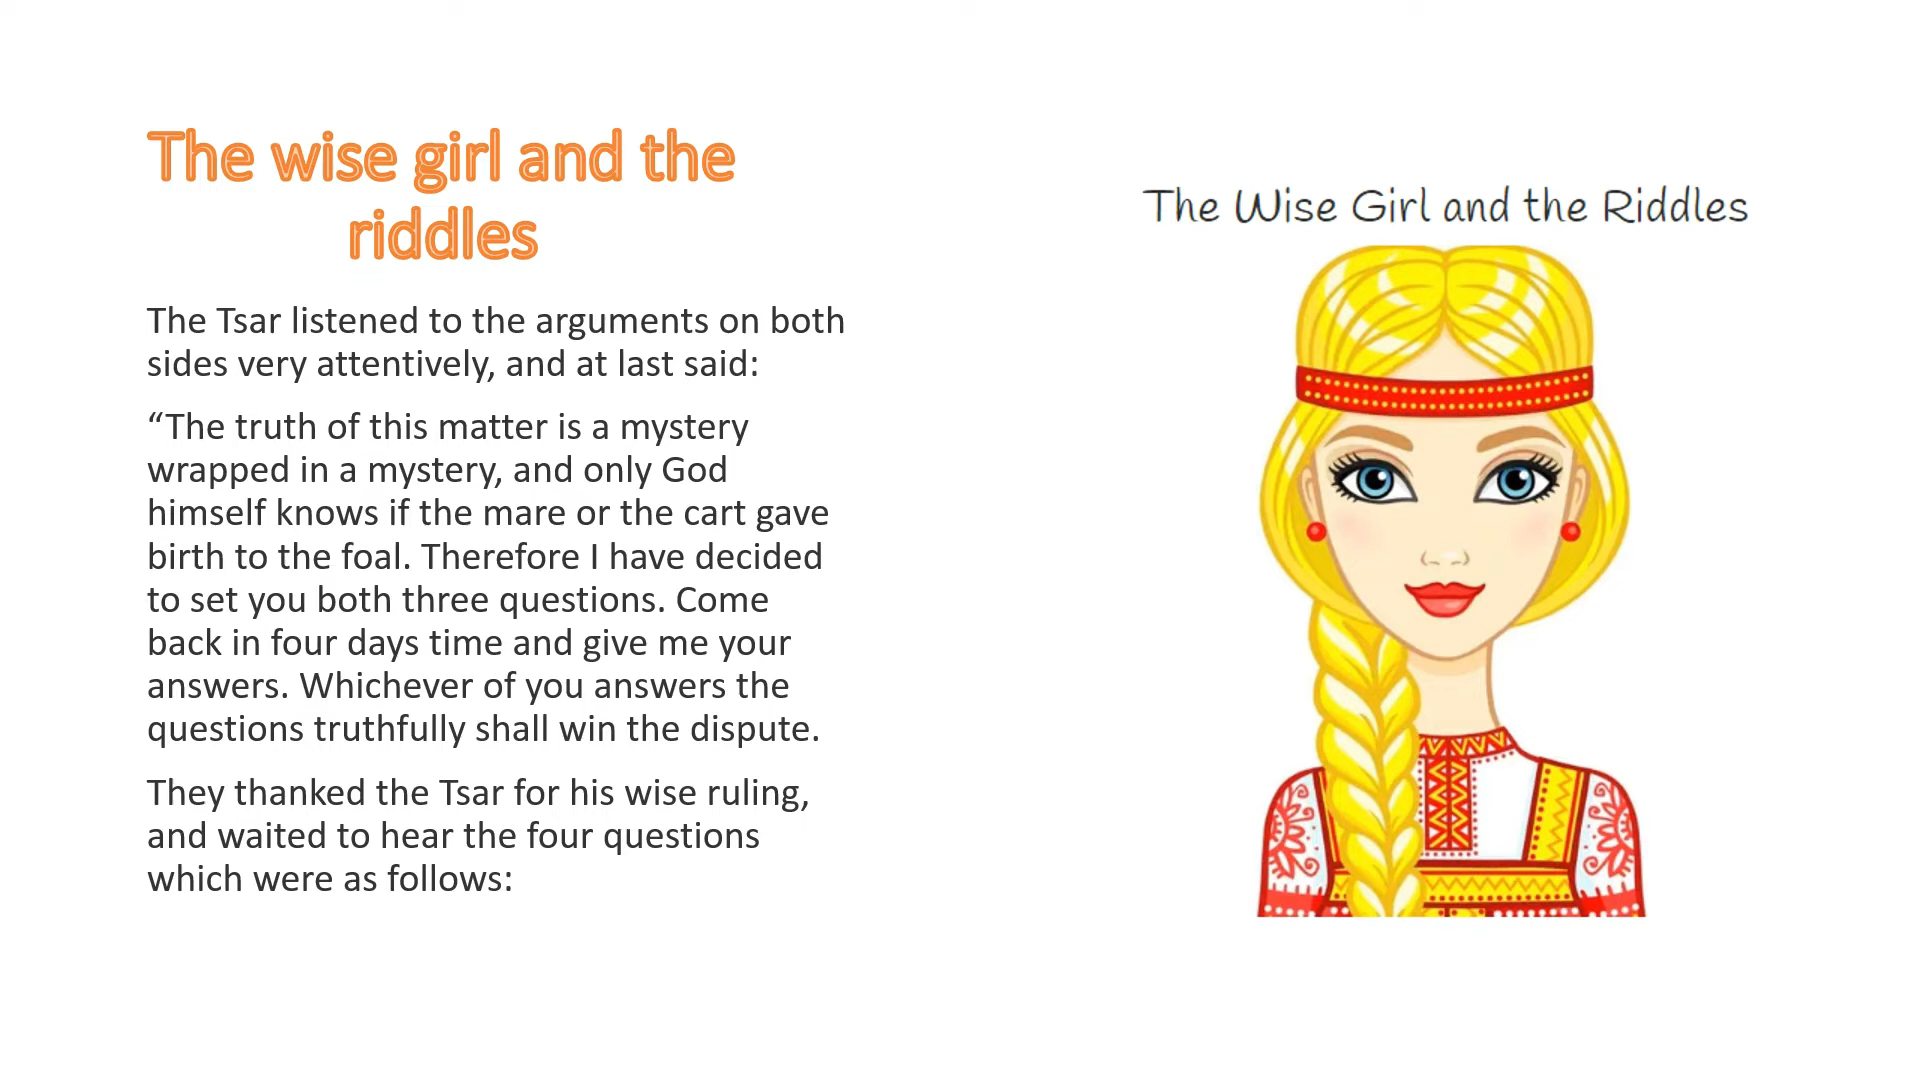 The wise girl and the
riddles
The Tsar listened to the arguments on both
sides very attentively, and at last said:
“The truth of this matter is a mystery
wrapped in a mystery, and only God
himself knows if the mare or the cart gave
birth to the foal. Therefore I have decided
to set you both three questions. Come
back in four days time and give me your
answers. Whichever of you answers the
questions truthfully shall win the dispute.
They thanked the Tsar for his wise ruling,
and waited to hear the four questions
which were as follows:
The Wise Girl and the Riddles